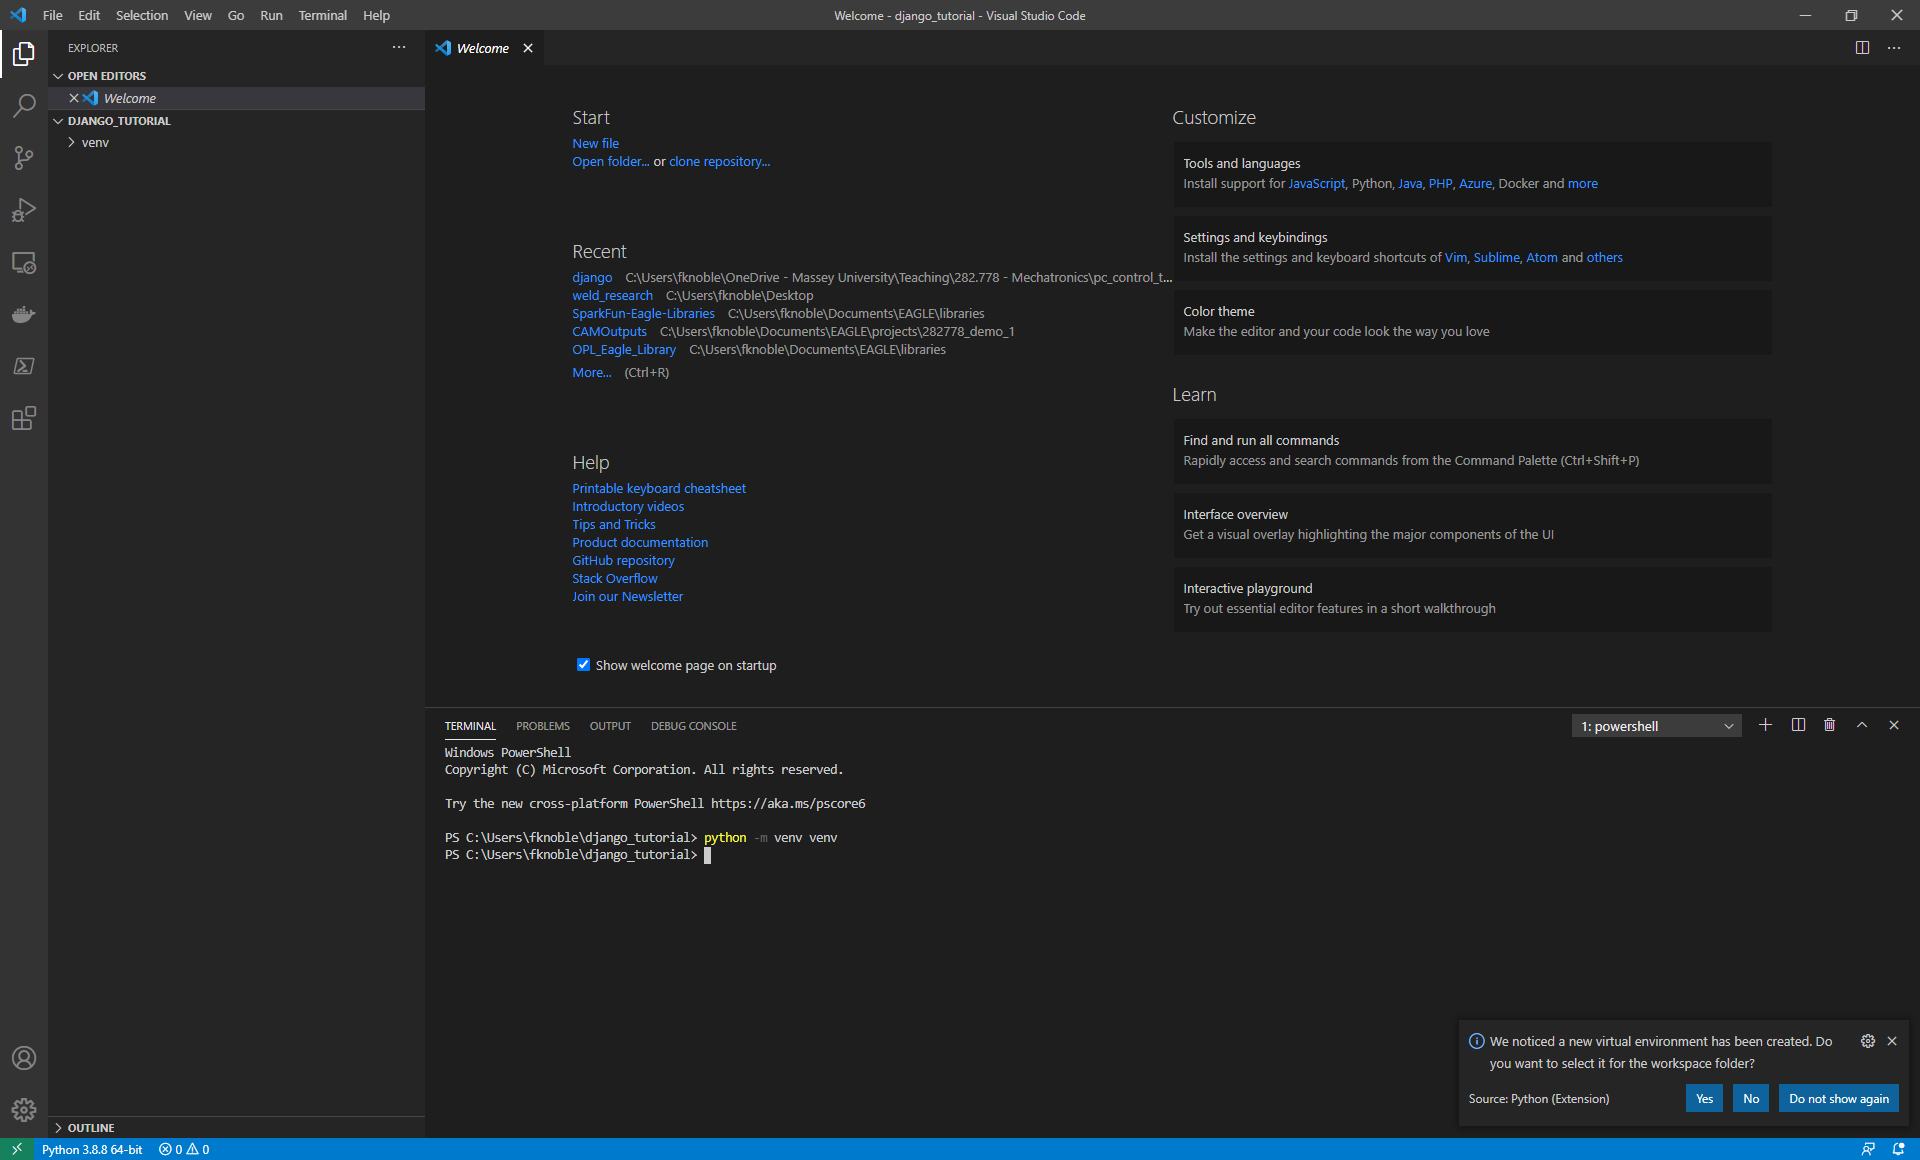 File Edit Selection View Go Run Terminal Help
Welcome - django_tutorial - Visual Studio Code
EXPLORER
OPEN EDITORS
Welcome
DJANGO_TUTORIAL
venv
OUTLINE
Welcome
Start
New file
Open folder... or clone repository...
Recent
django C:\Users\fknoble\OneDrive - Massey University\Teaching\282.778 - Mechatronics\pc_control_t...
weld_research C:\Users\fknoble\Desktop
SparkFun-Eagle-Libraries C:\Users\fknoble\Documents\EAGLE\libraries
CAMOutputs C:\Users\fknoble\Documents\EAGLE\projects\282778_demo_1
OPL_Eagle_Library C:\Users\fknoble\Documents\EAGLE\libraries
More... (Ctrl+R)
Help
Printable keyboard cheatsheet
Introductory videos
Tips and Tricks
Product documentation
GitHub repository
Stack Overflow
Join our Newsletter
Show welcome page on startup
Customize
Tools and languages
Install support for JavaScript, Python, Java, PHP, Azure, Docker and more
Settings and keybindings
Install the settings and keyboard shortcuts of Vim, Sublime, Atom and others
Color theme
Make the editor and your code look the way you love
Learn
Find and run all commands
Rapidly access and search commands from the Command Palette (Ctrl+Shift+P)
Interface overview
Get a visual overlay highlighting the major components of the UI
Interactive playground
Try out essential editor features in a short walkthrough
TERMINAL PROBLEMS OUTPUT DEBUG CONSOLE
1: powershell
Windows PowerShell
Copyright (C) Microsoft Corporation. All rights reserved.
Try the new cross-platform PowerShell https://aka.ms/pscore6
PS C:\Users\fknoble\django_tutorial> python -m venv venv
PS C:\Users\fknoble\django_tutorial>
We noticed a new virtual environment has been created. Do
you want to select it for the workspace folder?
Source: Python (Extension)
Yes
No
Do not show again
Python 3.8.8 64-bit 0 0